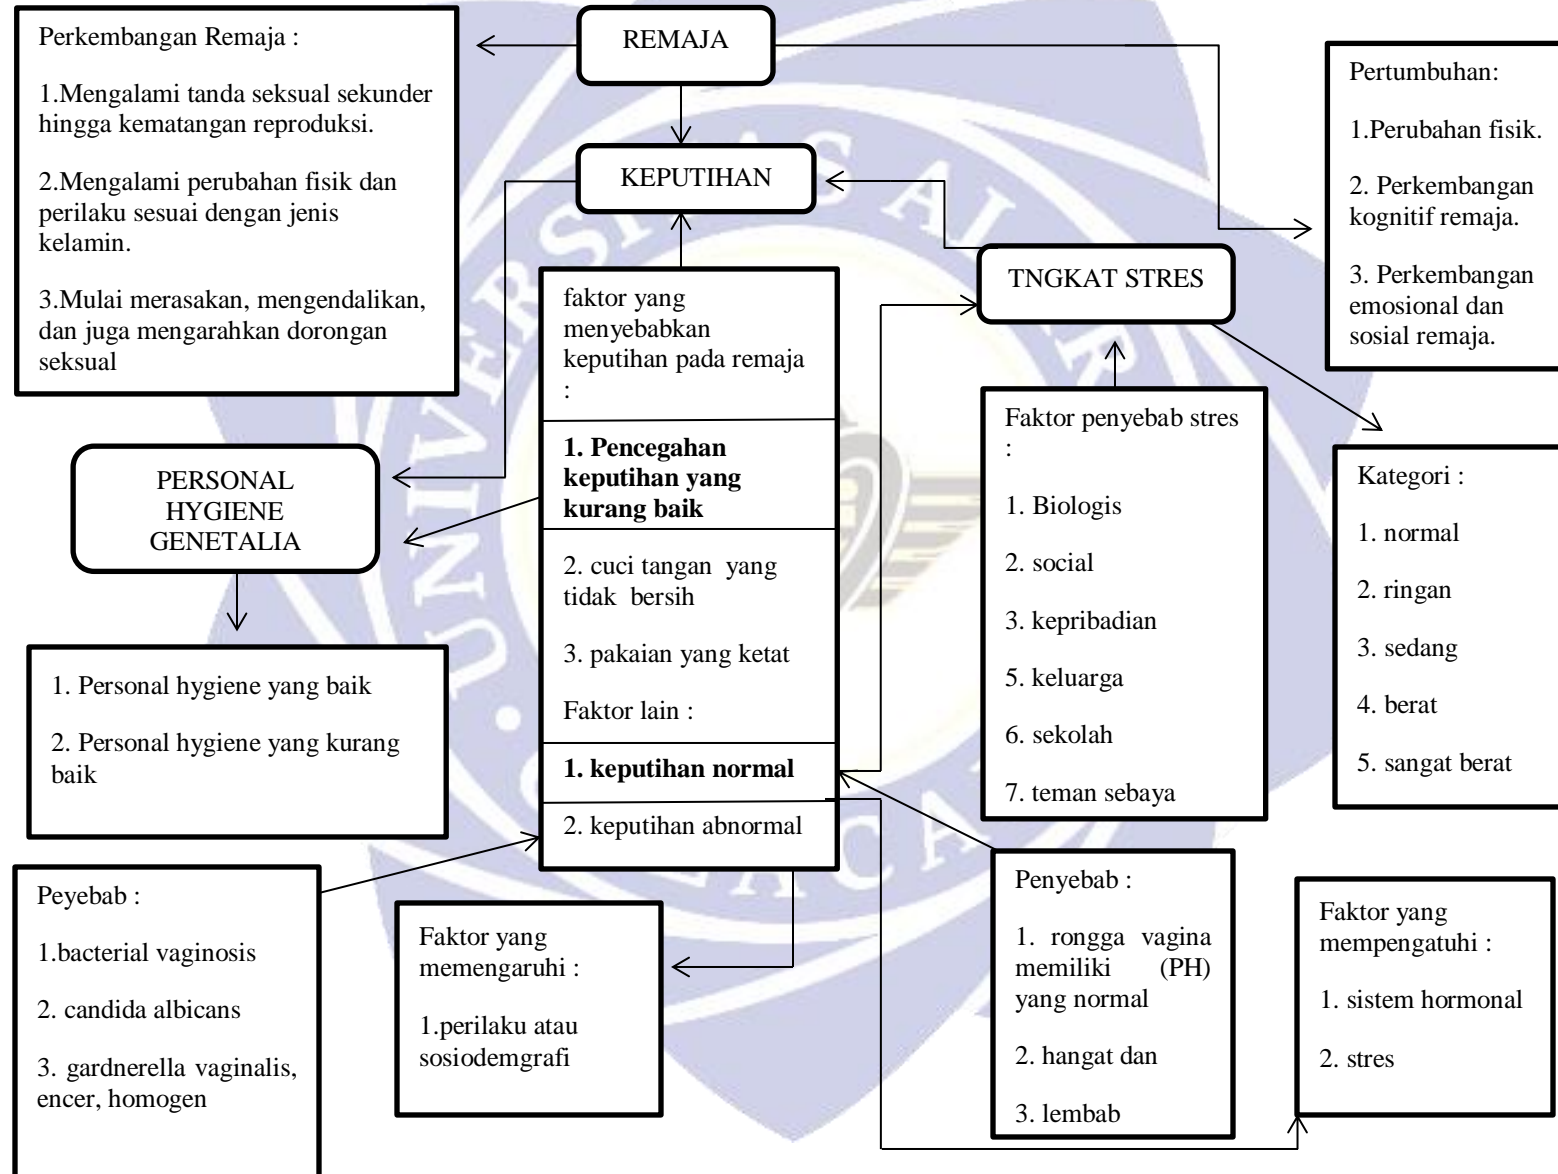 REMAJA
Perkembangan Remaja :
1.Mengalami tanda seksual sekunder
hingga kematangan reproduksi.
2.Mengalami perubahan fisik dan
perilaku sesuai dengan jenis
kelamin.
3.Mulai merasakan, mengendalikan,
dan juga mengarahkan dorongan
seksual
Pertumbuhan:
1.Perubahan fisik.
2. Perkembangan
kognitif remaja.
3. Perkembangan
emosional dan
sosial remaja.
KEPUTIHAN
TNGKAT STRES
faktor yang
menyebabkan
keputihan pada remaja
:
1. Pencegahan
keputihan yang
kurang baik
2. cuci tangan yang
tidak bersih
3. pakaian yang ketat
Faktor lain :
1. keputihan normal
2. keputihan abnormal
PERSONAL
HYGIENE
GENETALIA
1. Personal hygiene yang baik
2. Personal hygiene yang kurang
baik
Faktor penyebab stres
:
1. Biologis
2. social
3. kepribadian
5. keluarga
6. sekolah
7. teman sebaya
Kategori :
1. normal
2. ringan
3. sedang
4. berat
5. sangat berat
Peyebab :
1.bacterial vaginosis
2. candida albicans
3. gardnerella vaginalis,
encer, homogen
Faktor yang
memengaruhi :
1.perilaku atau
sosiodemgrafi
Penyebab :
1. rongga vagina
memiliki (PH)
yang normal
2. hangat dan
3. lembab
Faktor yang
mempengatuhi :
1. sistem hormonal
2. stres